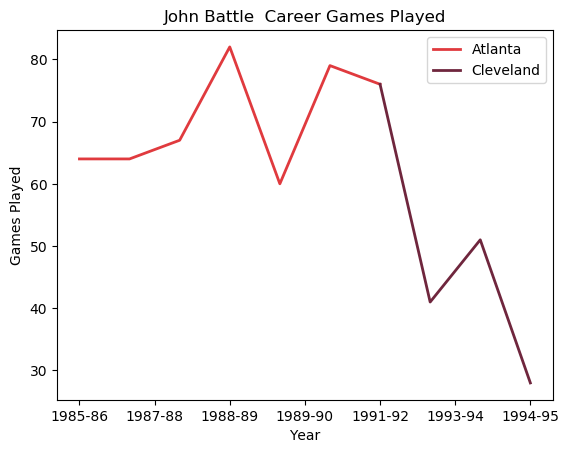 John Battle  Career Games Played
Atlanta
Cleveland
80
70
60
50
40
30
Games Played
1985-86 1987-88 1988-89 1989-90 1991-92 1993-94 1994-95
Year